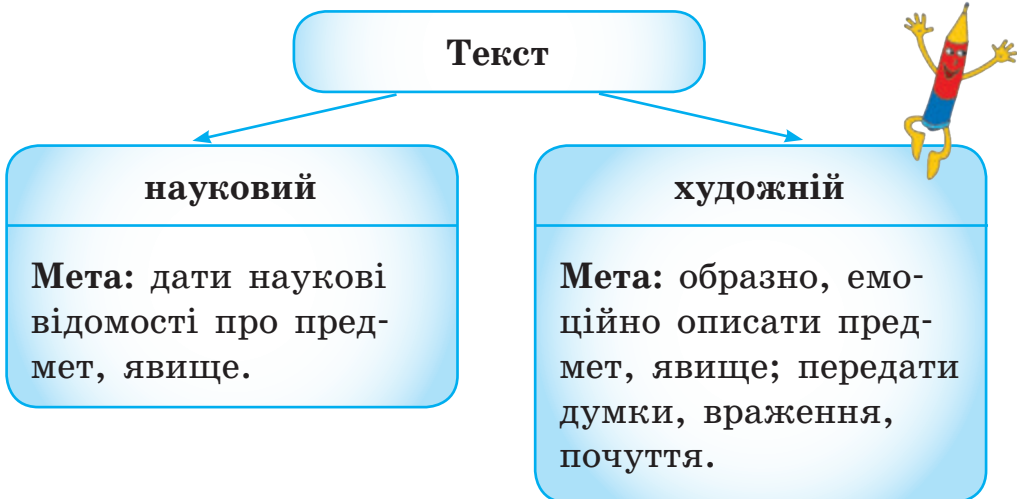 Текст
науковий
Мета: дати наукові
відомості про пред-
мет, явище.
художній
Мета: образно, емо-
ційно описати пред-
мет, явище; передати
думки, враження,
почуття.